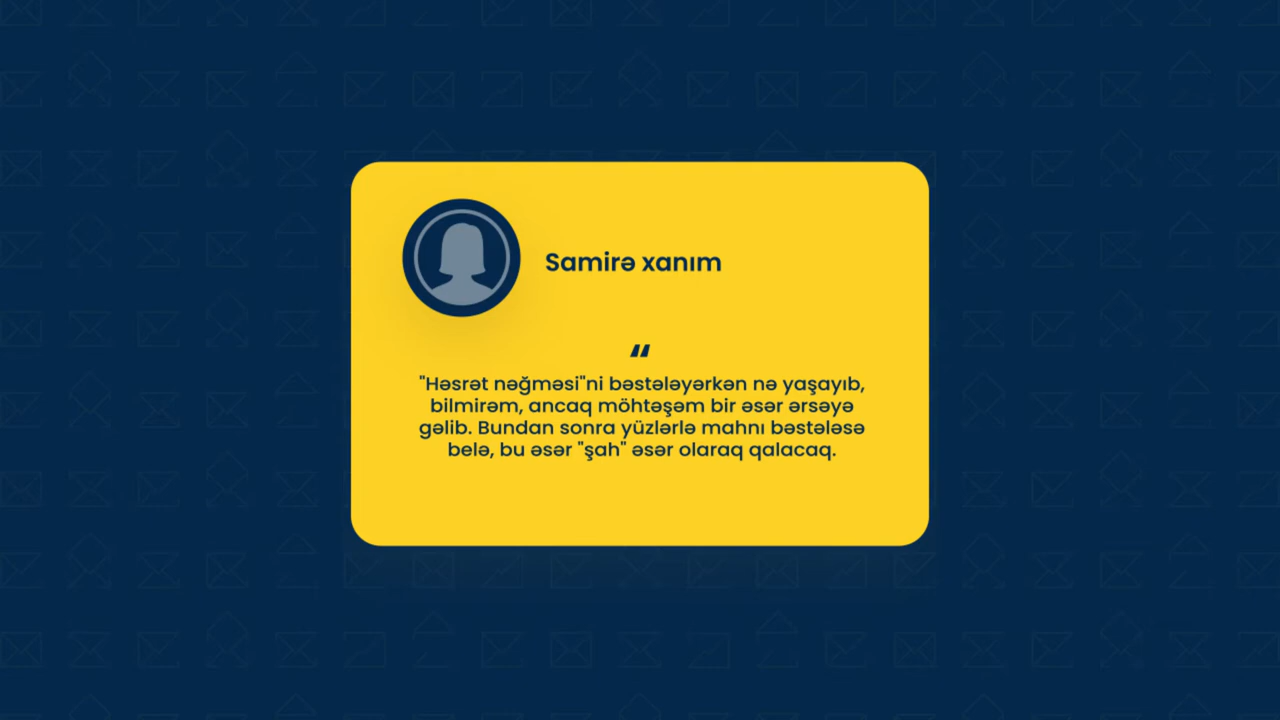 Samirə xanım
"
"Həsrət nəğməsi"ni bəstələyərkən nə yaşayıb,
bilmirəm, ancaq möhtəşəm bir əsər ərsəyə
gəlib. Bundan sonra yüzlərlə mahnı bəstələsə
belə, bu əsər "şah" əsər olaraq qalacaq.